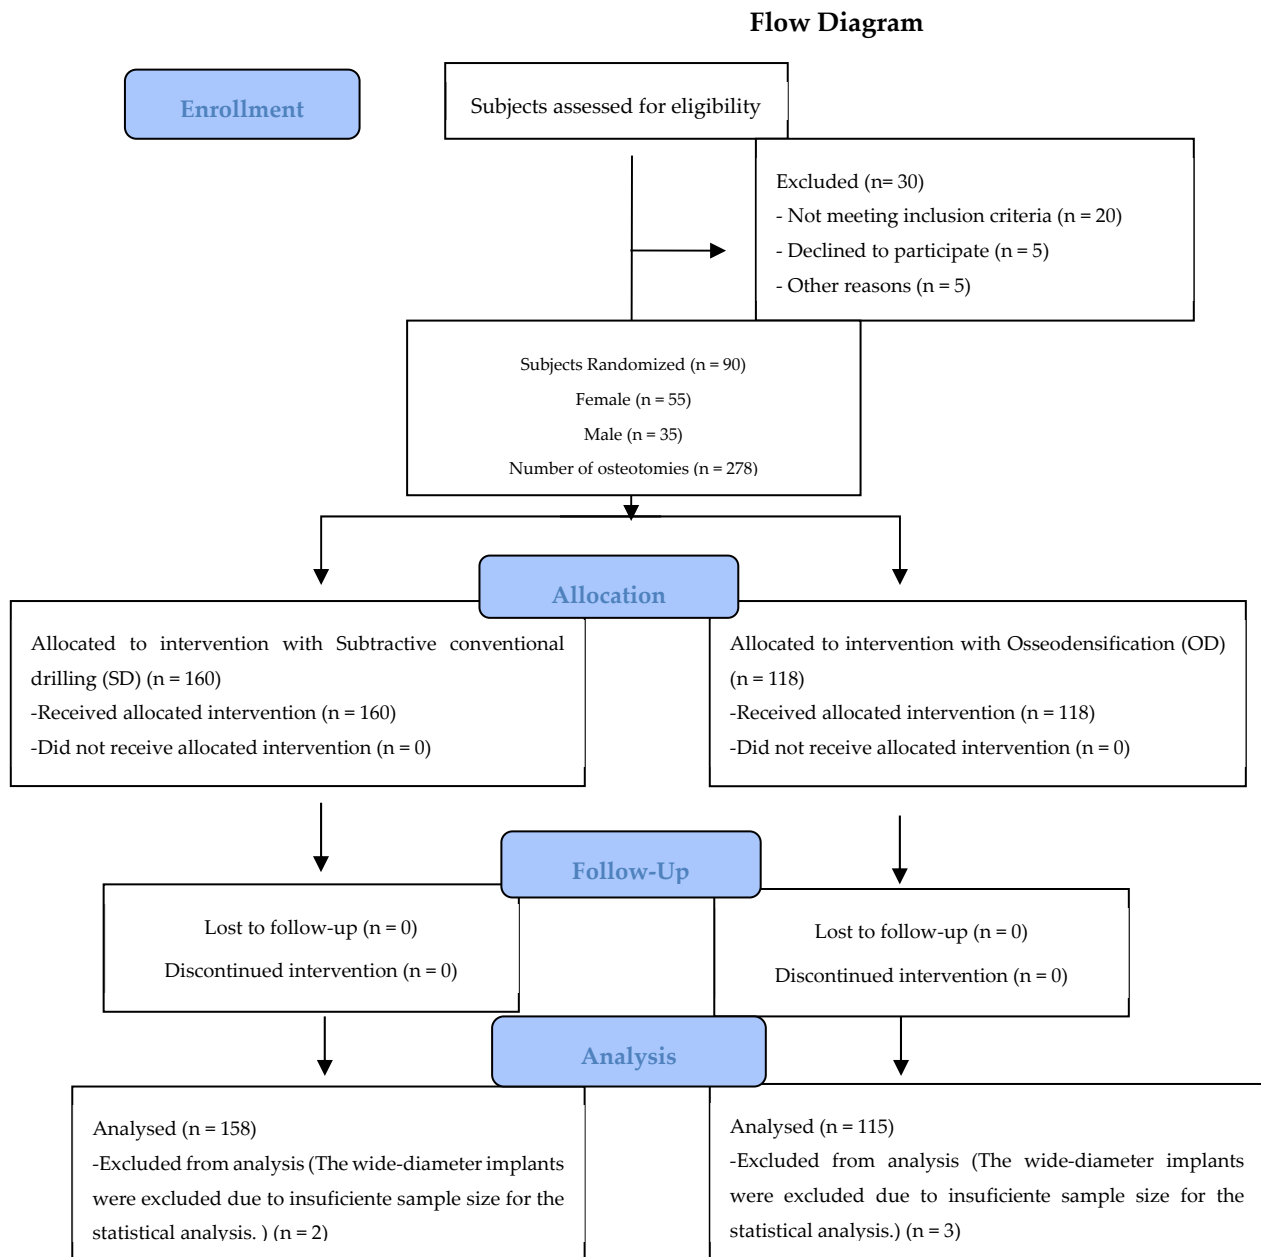 Flow Diagram
Enrollment
Subjects assessed for eligibility
Excluded (n= 30)
- Not meeting inclusion criteria (n = 20)
- Declined to participate (n = 5)
- Other reasons (n = 5)
Subjects Randomized (n = 90)
Female (n = 55)
Male (n = 35)
Number of osteotomies (n = 278)
Allocation
Allocated to intervention with Subtractive conventional
drilling (SD) (n = 160)
-Received allocated intervention (n = 160)
-Did not receive allocated intervention (n = 0)
Allocated to intervention with Osseodensification (OD)
(n = 118)
-Received allocated intervention (n = 118)
-Did not receive allocated intervention (n = 0)
Follow-Up
Lost to follow-up (n = 0)
Discontinued intervention (n = 0)
Lost to follow-up (n = 0)
Discontinued intervention (n = 0)
Analysis
Analysed (n = 158)
-Excluded from analysis (The wide-diameter implants
were excluded due to insuficiente sample size for the
statistical analysis. ) (n = 2)
Analysed (n = 115)
-Excluded from analysis (The wide-diameter implants
were excluded due to insuficiente sample size for the
statistical analysis.) (n = 3)